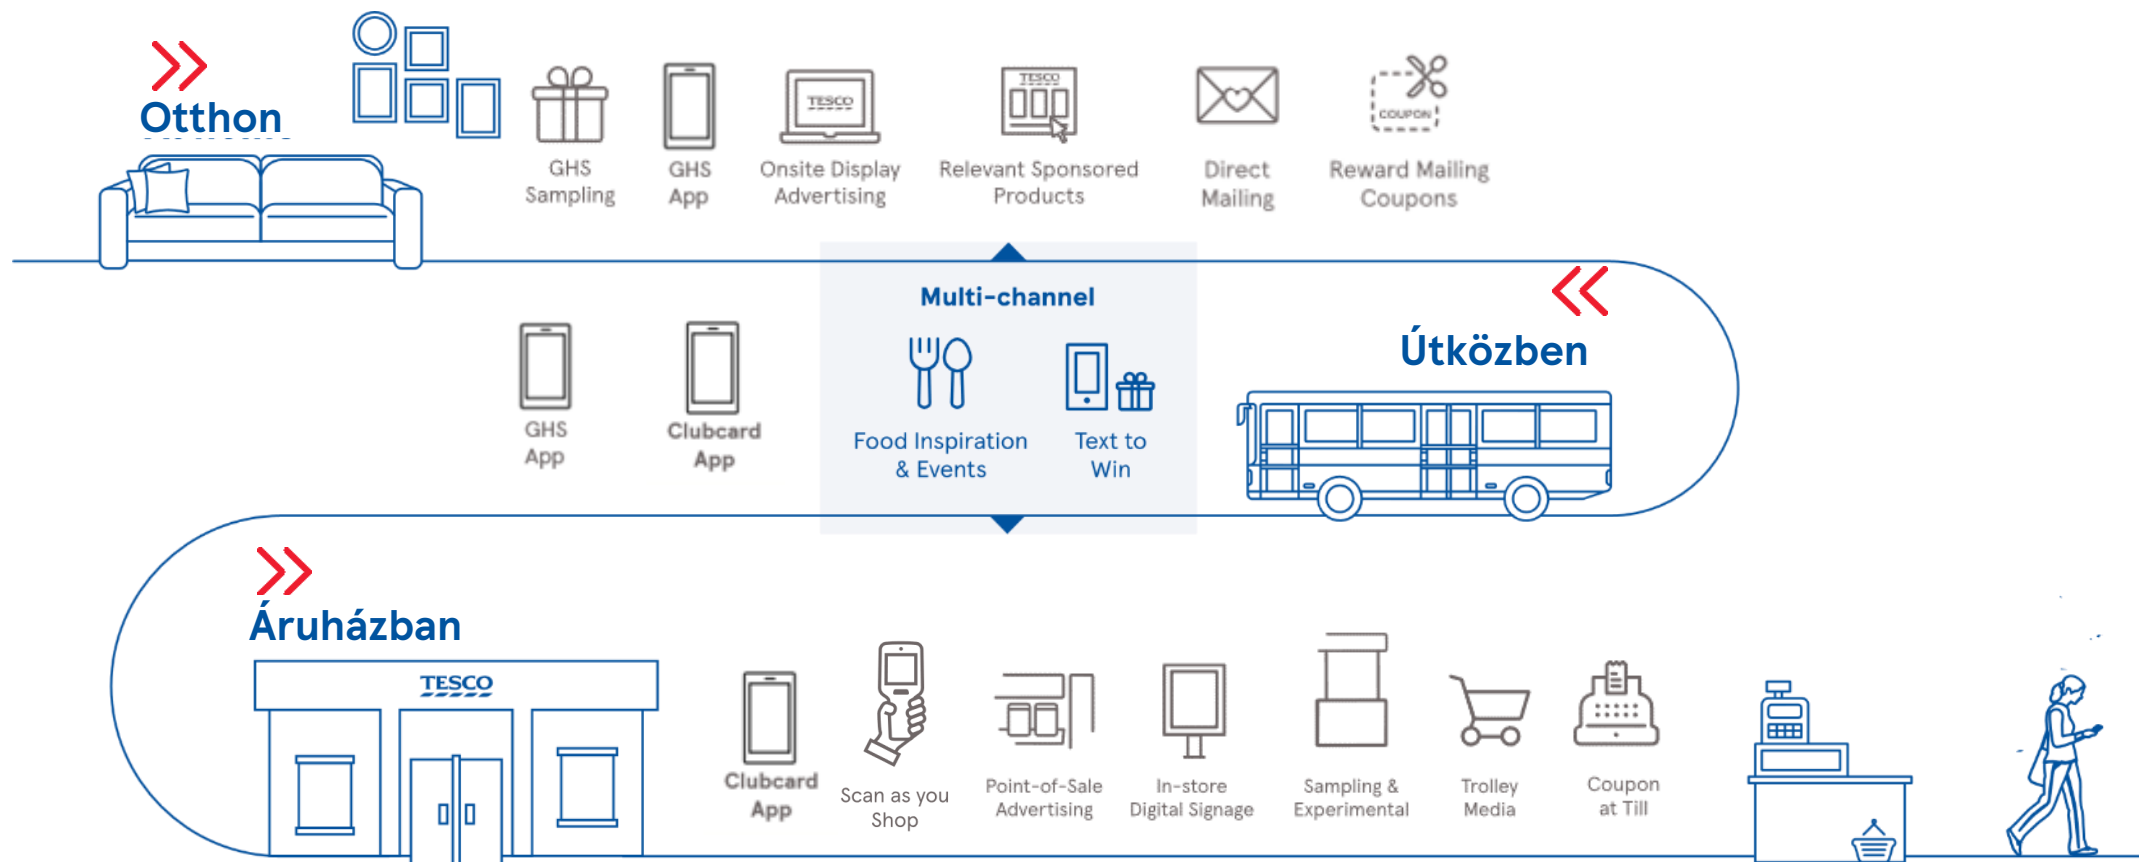 Otthon
TESCO
TESCO
COUPON
GHS
Sampling
GHS
App
Onsite Display
Advertising
Relevant Sponsored
Products
Direct
Mailing
Reward Mailing
Coupons
Multi-channel
Útközben
GHS
App
Clubcard
App
Food Inspiration
& Events
Text to
Win
Áruházban
TESCO
Clubcard
App
Scan as you
Shop
Point-of-Sale
Advertising
In-store
Digital Signage
Sampling &
Experimental
Trolley
Media
Coupon
at Till